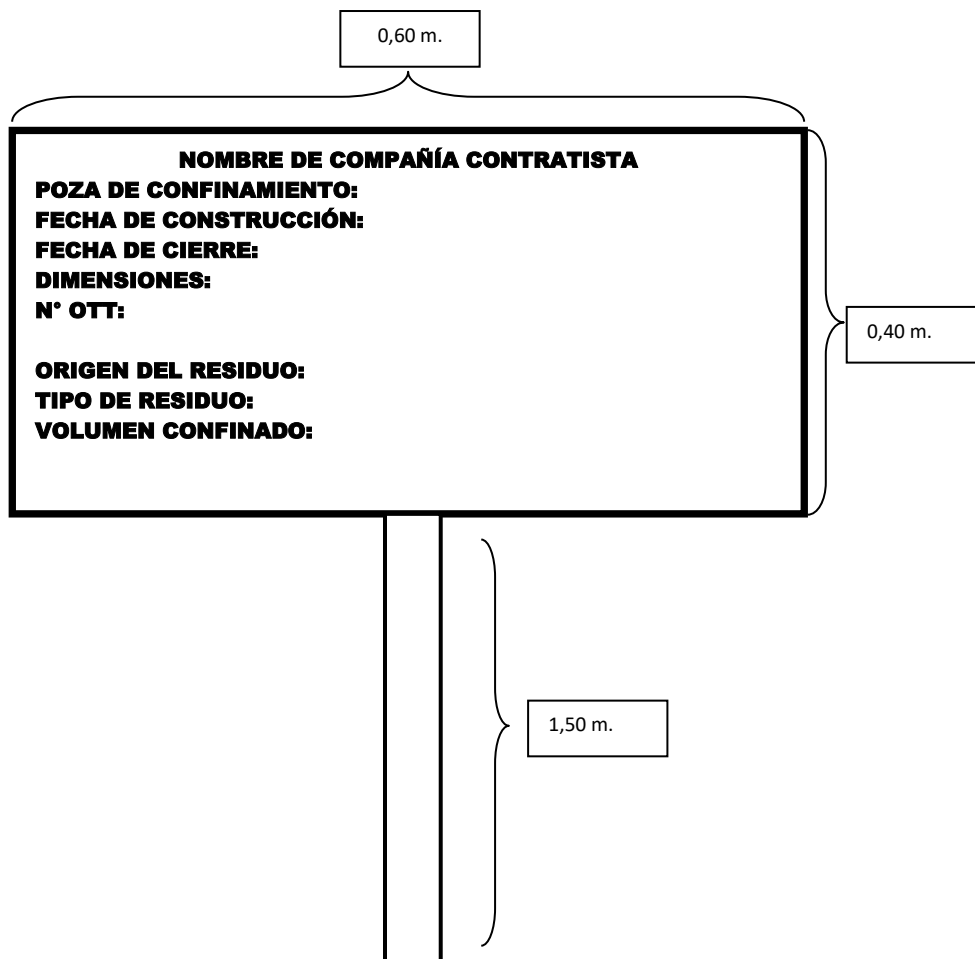 0,60 m.
NOMBRE DE COMPAÑÍA CONTRATISTA
POZA DE CONFINAMIENTO:
FECHA DE CONSTRUCCIÓN:
FECHA DE CIERRE:
DIMENSIONES:
N° OTT:
0,40 m.
ORIGEN DEL RESIDUO:
TIPO DE RESIDUO:
VOLUMEN CONFINADO:
1,50 m.